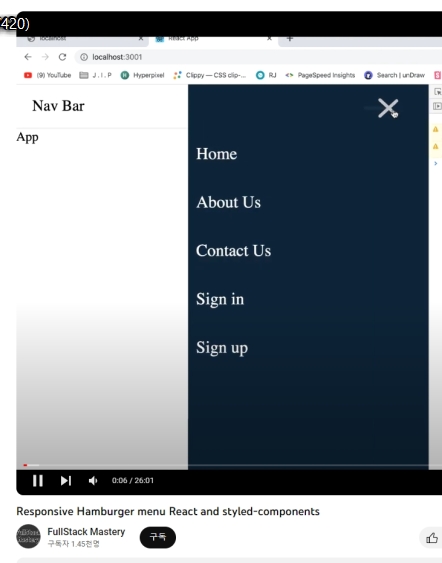 420)
localhost
React App
localhost:3001
(9) YouTube J . I . P Hyperpixel Clippy — CSS clip-... RJ PageSpeed Insights Search | unDraw
Nav Bar
App
Home
About Us
Contact Us
Sign in
Sign up
0:06 / 26:01
Responsive Hamburger menu React and styled-components
FullStack Mastery
구독자 1.45천명
구독